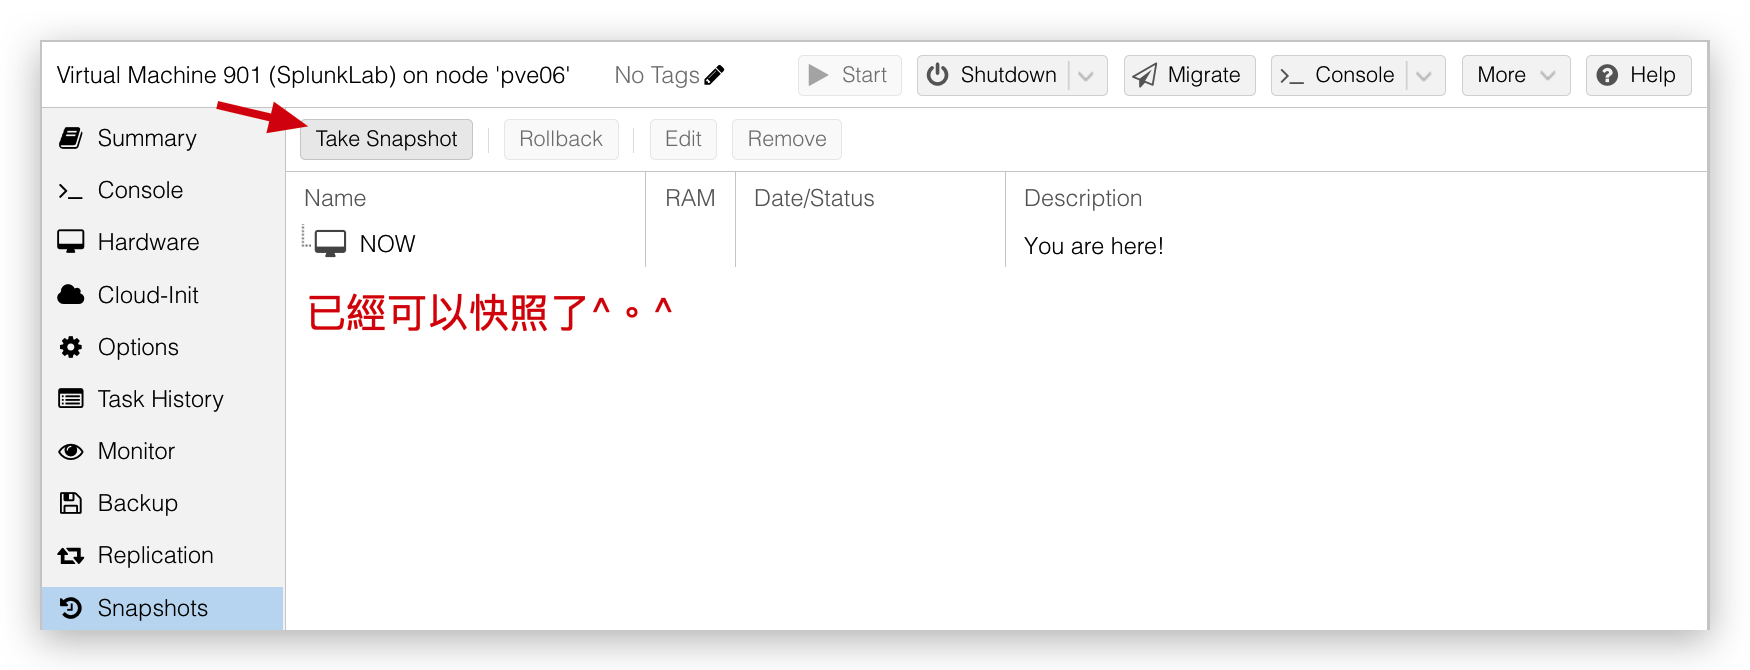 Virtual Machine 901 (SplunkLab) on node 'pve06' No Tags Start Shutdown Migrate Console More Help
Summary
Console
Hardware
Cloud-Init
Options
Task History
Monitor
Backup
Replication
Snapshots
Take Snapshot Rollback Edit Remove
Name RAM Date/Status Description
NOW You are here!
已經可以快照了^。^